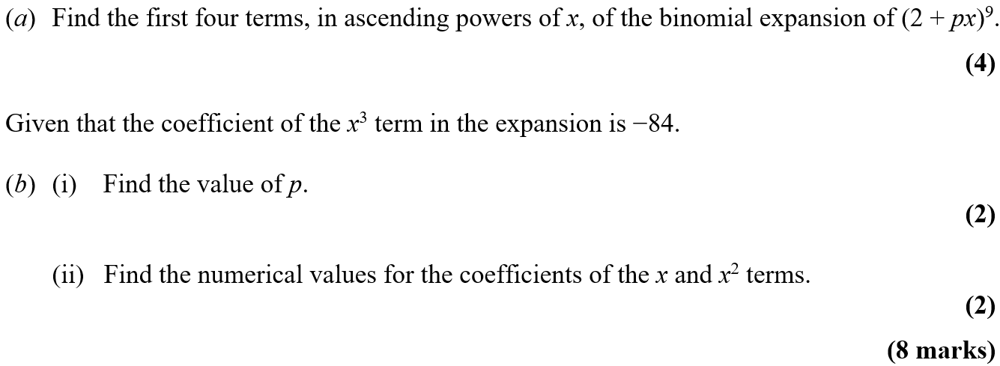 (a) Find the first four terms, in ascending powers of x, of the binomial expansion of (2 + px)⁹.
(4)
Given that the coefficient of the x³ term in the expansion is −84.
(b) (i) Find the value of p.
(2)
(ii) Find the numerical values for the coefficients of the x and x² terms.
(2)
(8 marks)